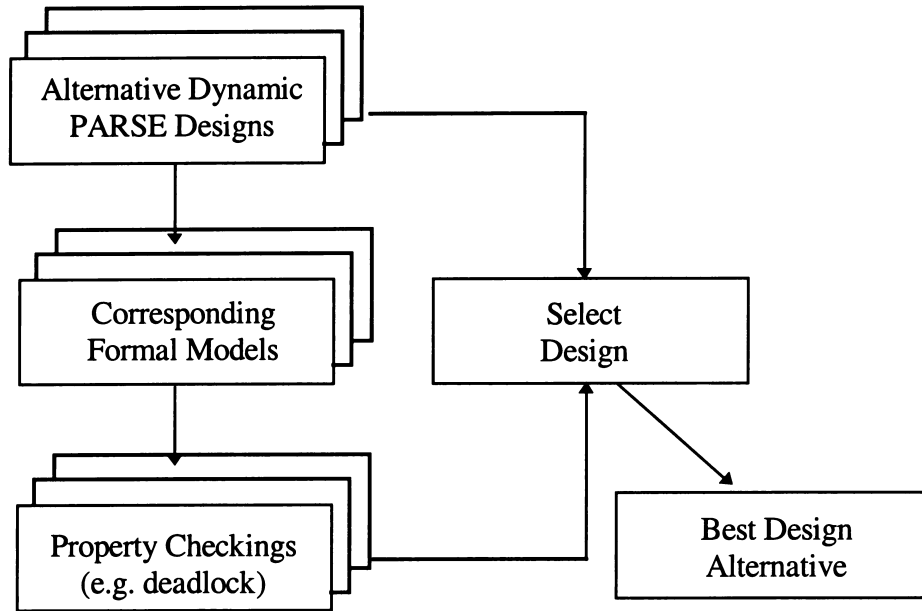 Alternative Dynamic
PARSE Designs
Corresponding
Formal Models
Select
Design
Property Checkings
(e.g. deadlock)
Best Design
Alternative